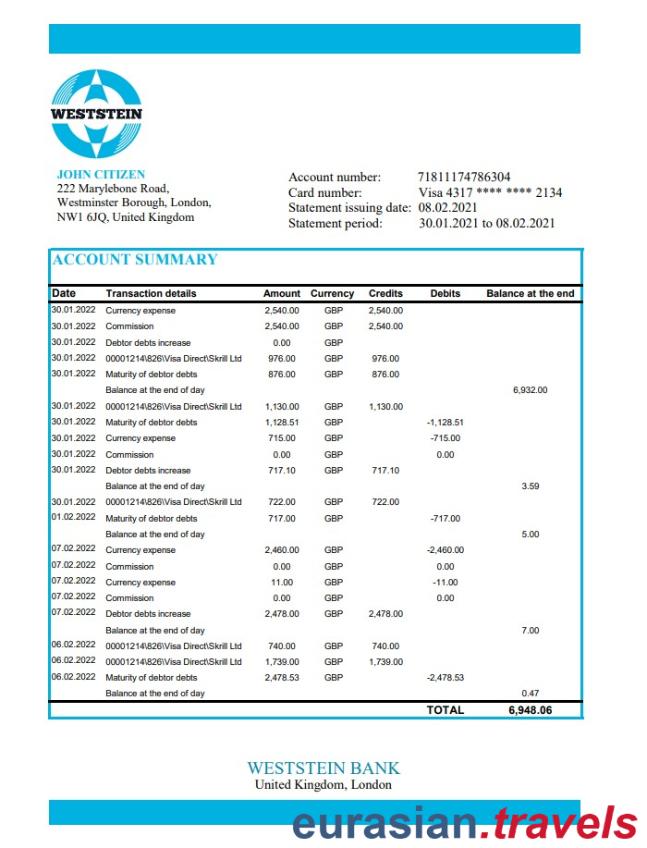 WESTSTEIN
JOHN CITIZEN
222 Marylebone Road,
Westminster Borough, London,
NW1 6JQ, United Kingdom
Account number: 71811174786304
Card number: Visa 4317 **** **** 2134
Statement issuing date: 08.02.2021
Statement period: 30.01.2021 to 08.02.2021
ACCOUNT SUMMARY
Date Transaction details Amount Currency Credits Debits Balance at the end
30.01.2022 Currency expense 2,540.00 GBP 2,540.00
30.01.2022 Commission 2,540.00 GBP 2,540.00
30.01.2022 Debtor debts increase 0.00 GBP
30.01.2022 00001214\826\Visa Direct\Skrill Ltd 976.00 GBP 976.00
30.01.2022 Maturity of debtor debts 876.00 GBP 876.00
Balance at the end of day 6,932.00
30.01.2022 00001214\826\Visa Direct\Skrill Ltd 1,130.00 GBP 1,130.00
30.01.2022 Maturity of debtor debts 1,128.51 GBP -1,128.51
30.01.2022 Currency expense 715.00 GBP -715.00
30.01.2022 Commission 0.00 GBP 0.00
30.01.2022 Debtor debts increase 717.10 GBP 717.10
Balance at the end of day 3.59
30.01.2022 00001214\826\Visa Direct\Skrill Ltd 722.00 GBP 722.00
01.02.2022 Maturity of debtor debts 717.00 GBP -717.00
Balance at the end of day 5.00
07.02.2022 Currency expense 2,460.00 GBP -2,460.00
07.02.2022 Commission 0.00 GBP 0.00
07.02.2022 Currency expense 11.00 GBP -11.00
07.02.2022 Commission 0.00 GBP 0.00
07.02.2022 Debtor debts increase 2,478.00 GBP 2,478.00
Balance at the end of day 7.00
06.02.2022 00001214\826\Visa Direct\Skrill Ltd 740.00 GBP 740.00
06.02.2022 00001214\826\Visa Direct\Skrill Ltd 1,739.00 GBP 1,739.00
06.02.2022 Maturity of debtor debts 2,478.53 GBP -2,478.53
Balance at the end of day 0.47
TOTAL 6,948.06
WESTSTEIN BANK
United Kingdom, London
eurasian.travels